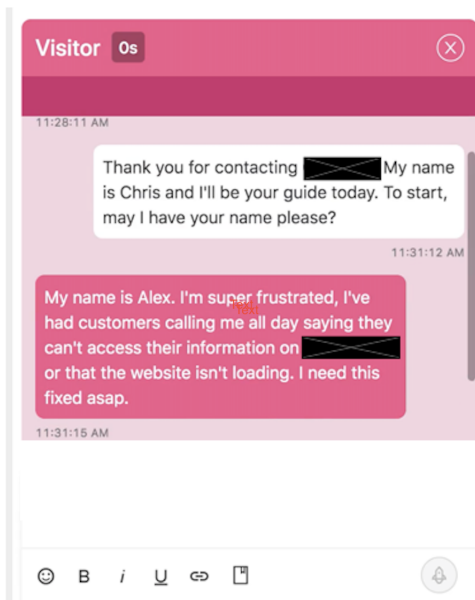 Visitor 0s
11:28:11 AM
Thank you for contacting My name
is Chris and I'll be your guide today. To start,
may I have your name please?
11:31:12 AM
My name is Alex. I'm super frustrated, I've
had customers calling me all day saying they
can't access their information on
or that the website isn't loading. I need this
fixed asap.
11:31:15 AM
B i U